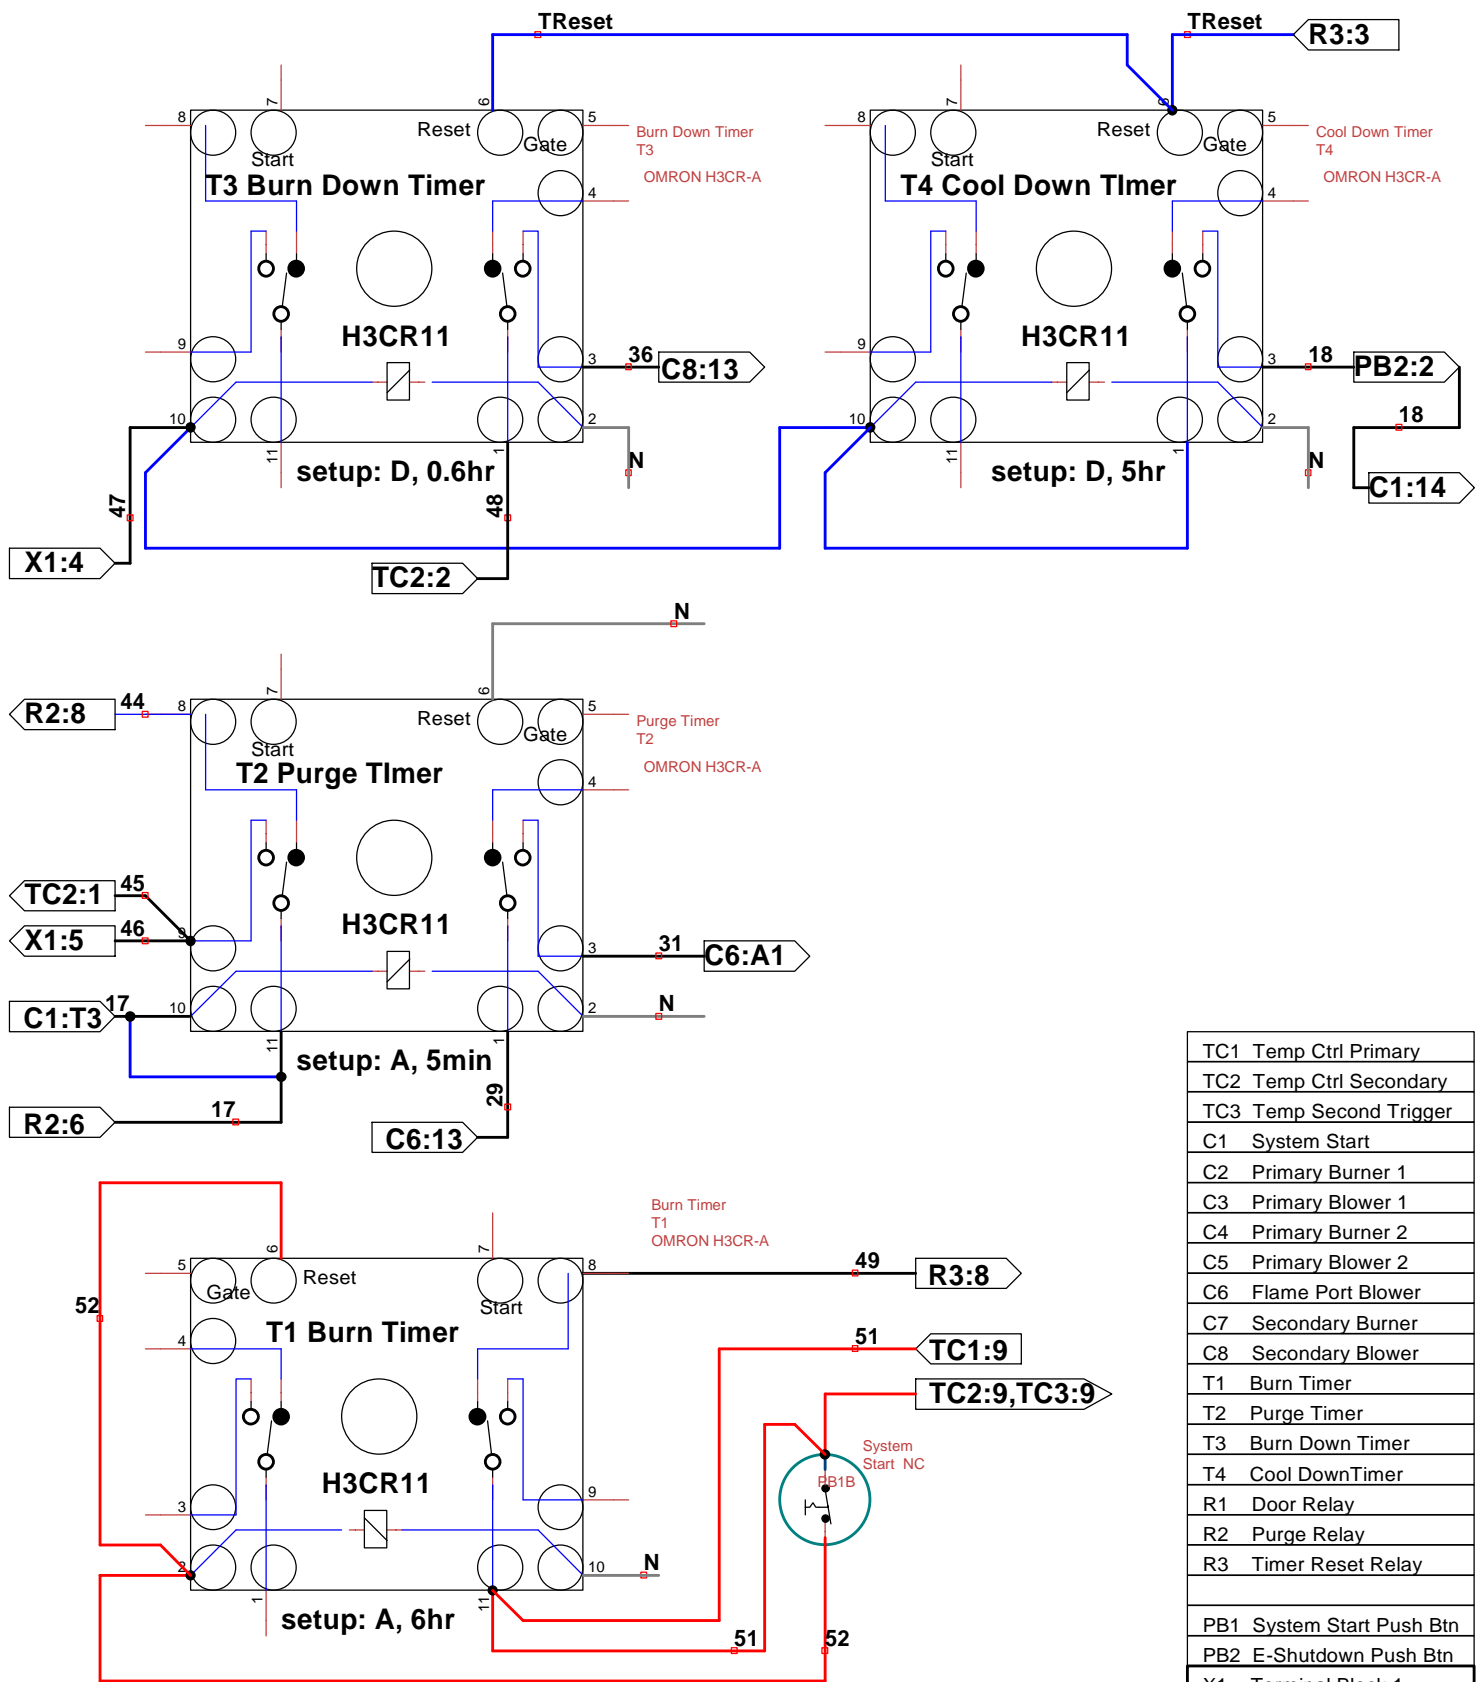 TReset
TReset
R3:3
8
7
6
5
Reset
Gate
Start
Burn Down Timer
T3
OMRON H3CR-A
T3 Burn Down Timer
4
H3CR11
9
3
36
C8:13
10
2
11
1
N
setup: D, 0.6hr
47
48
X1:4
TC2:2
8
7
6
5
Reset
Gate
Start
Cool Down Timer
T4
OMRON H3CR-A
T4 Cool Down TImer
4
H3CR11
9
3
18
PB2:2
18
C1:14
10
2
11
1
N
setup: D, 5hr
N
R2:8
44
8
7
6
5
Reset
Gate
Start
Purge Timer
T2
OMRON H3CR-A
T2 Purge TImer
4
TC2:1
45
X1:5
46
9
H3CR11
3
31
C6:A1
C1:T3
17
10
2
N
11
1
setup: A, 5min
R2:6
17
29
C6:13
Burn Timer
T1
OMRON H3CR-A
5
6
7
8
49
R3:8
Gate
Reset
Start
52
4
T1 Burn Timer
51
TC1:9
TC2:9,TC3:9
System
Start NC
PB1B
H3CR11
3
9
2
10
N
1
11
setup: A, 6hr
51
52
TC1 Temp Ctrl Primary
TC2 Temp Ctrl Secondary
TC3 Temp Second Trigger
C1 System Start
C2 Primary Burner 1
C3 Primary Blower 1
C4 Primary Burner 2
C5 Primary Blower 2
C6 Flame Port Blower
C7 Secondary Burner
C8 Secondary Blower
T1 Burn Timer
T2 Purge Timer
T3 Burn Down Timer
T4 Cool DownTimer
R1 Door Relay
R2 Purge Relay
R3 Timer Reset Relay
PB1 System Start Push Btn
PB2 E-Shutdown Push Btn
X1 Terminal Block 1